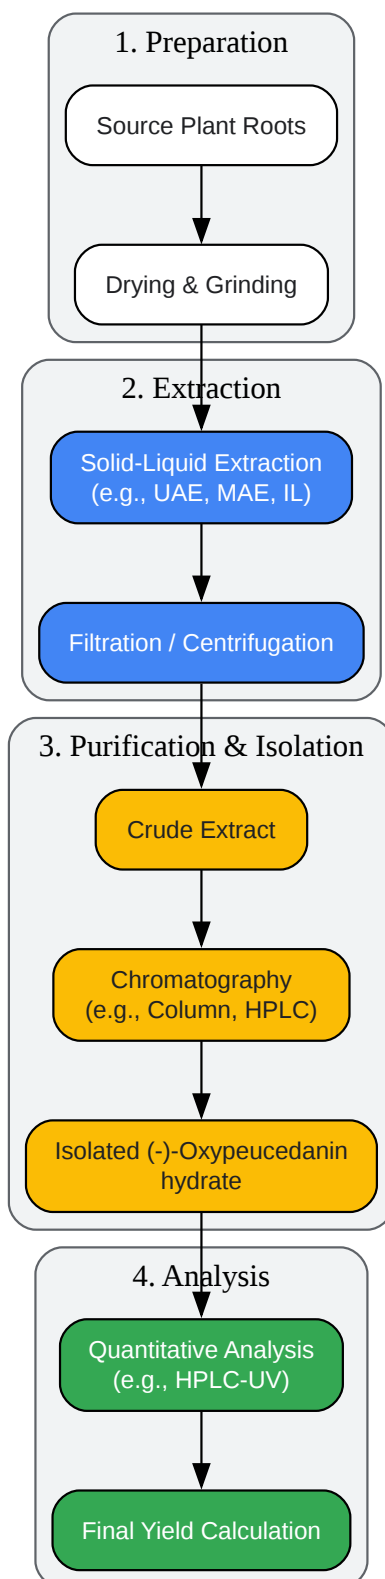 1. Preparation
Source Plant Roots
Drying & Grinding
2. Extraction
Solid-Liquid Extraction
(e.g., UAE, MAE, IL)
Filtration / Centrifugation
3. Purification & Isolation
Crude Extract
Chromatography
(e.g., Column, HPLC)
Isolated (-)-Oxypeucedanin
hydrate
4. Analysis
Quantitative Analysis
(e.g., HPLC-UV)
Final Yield Calculation